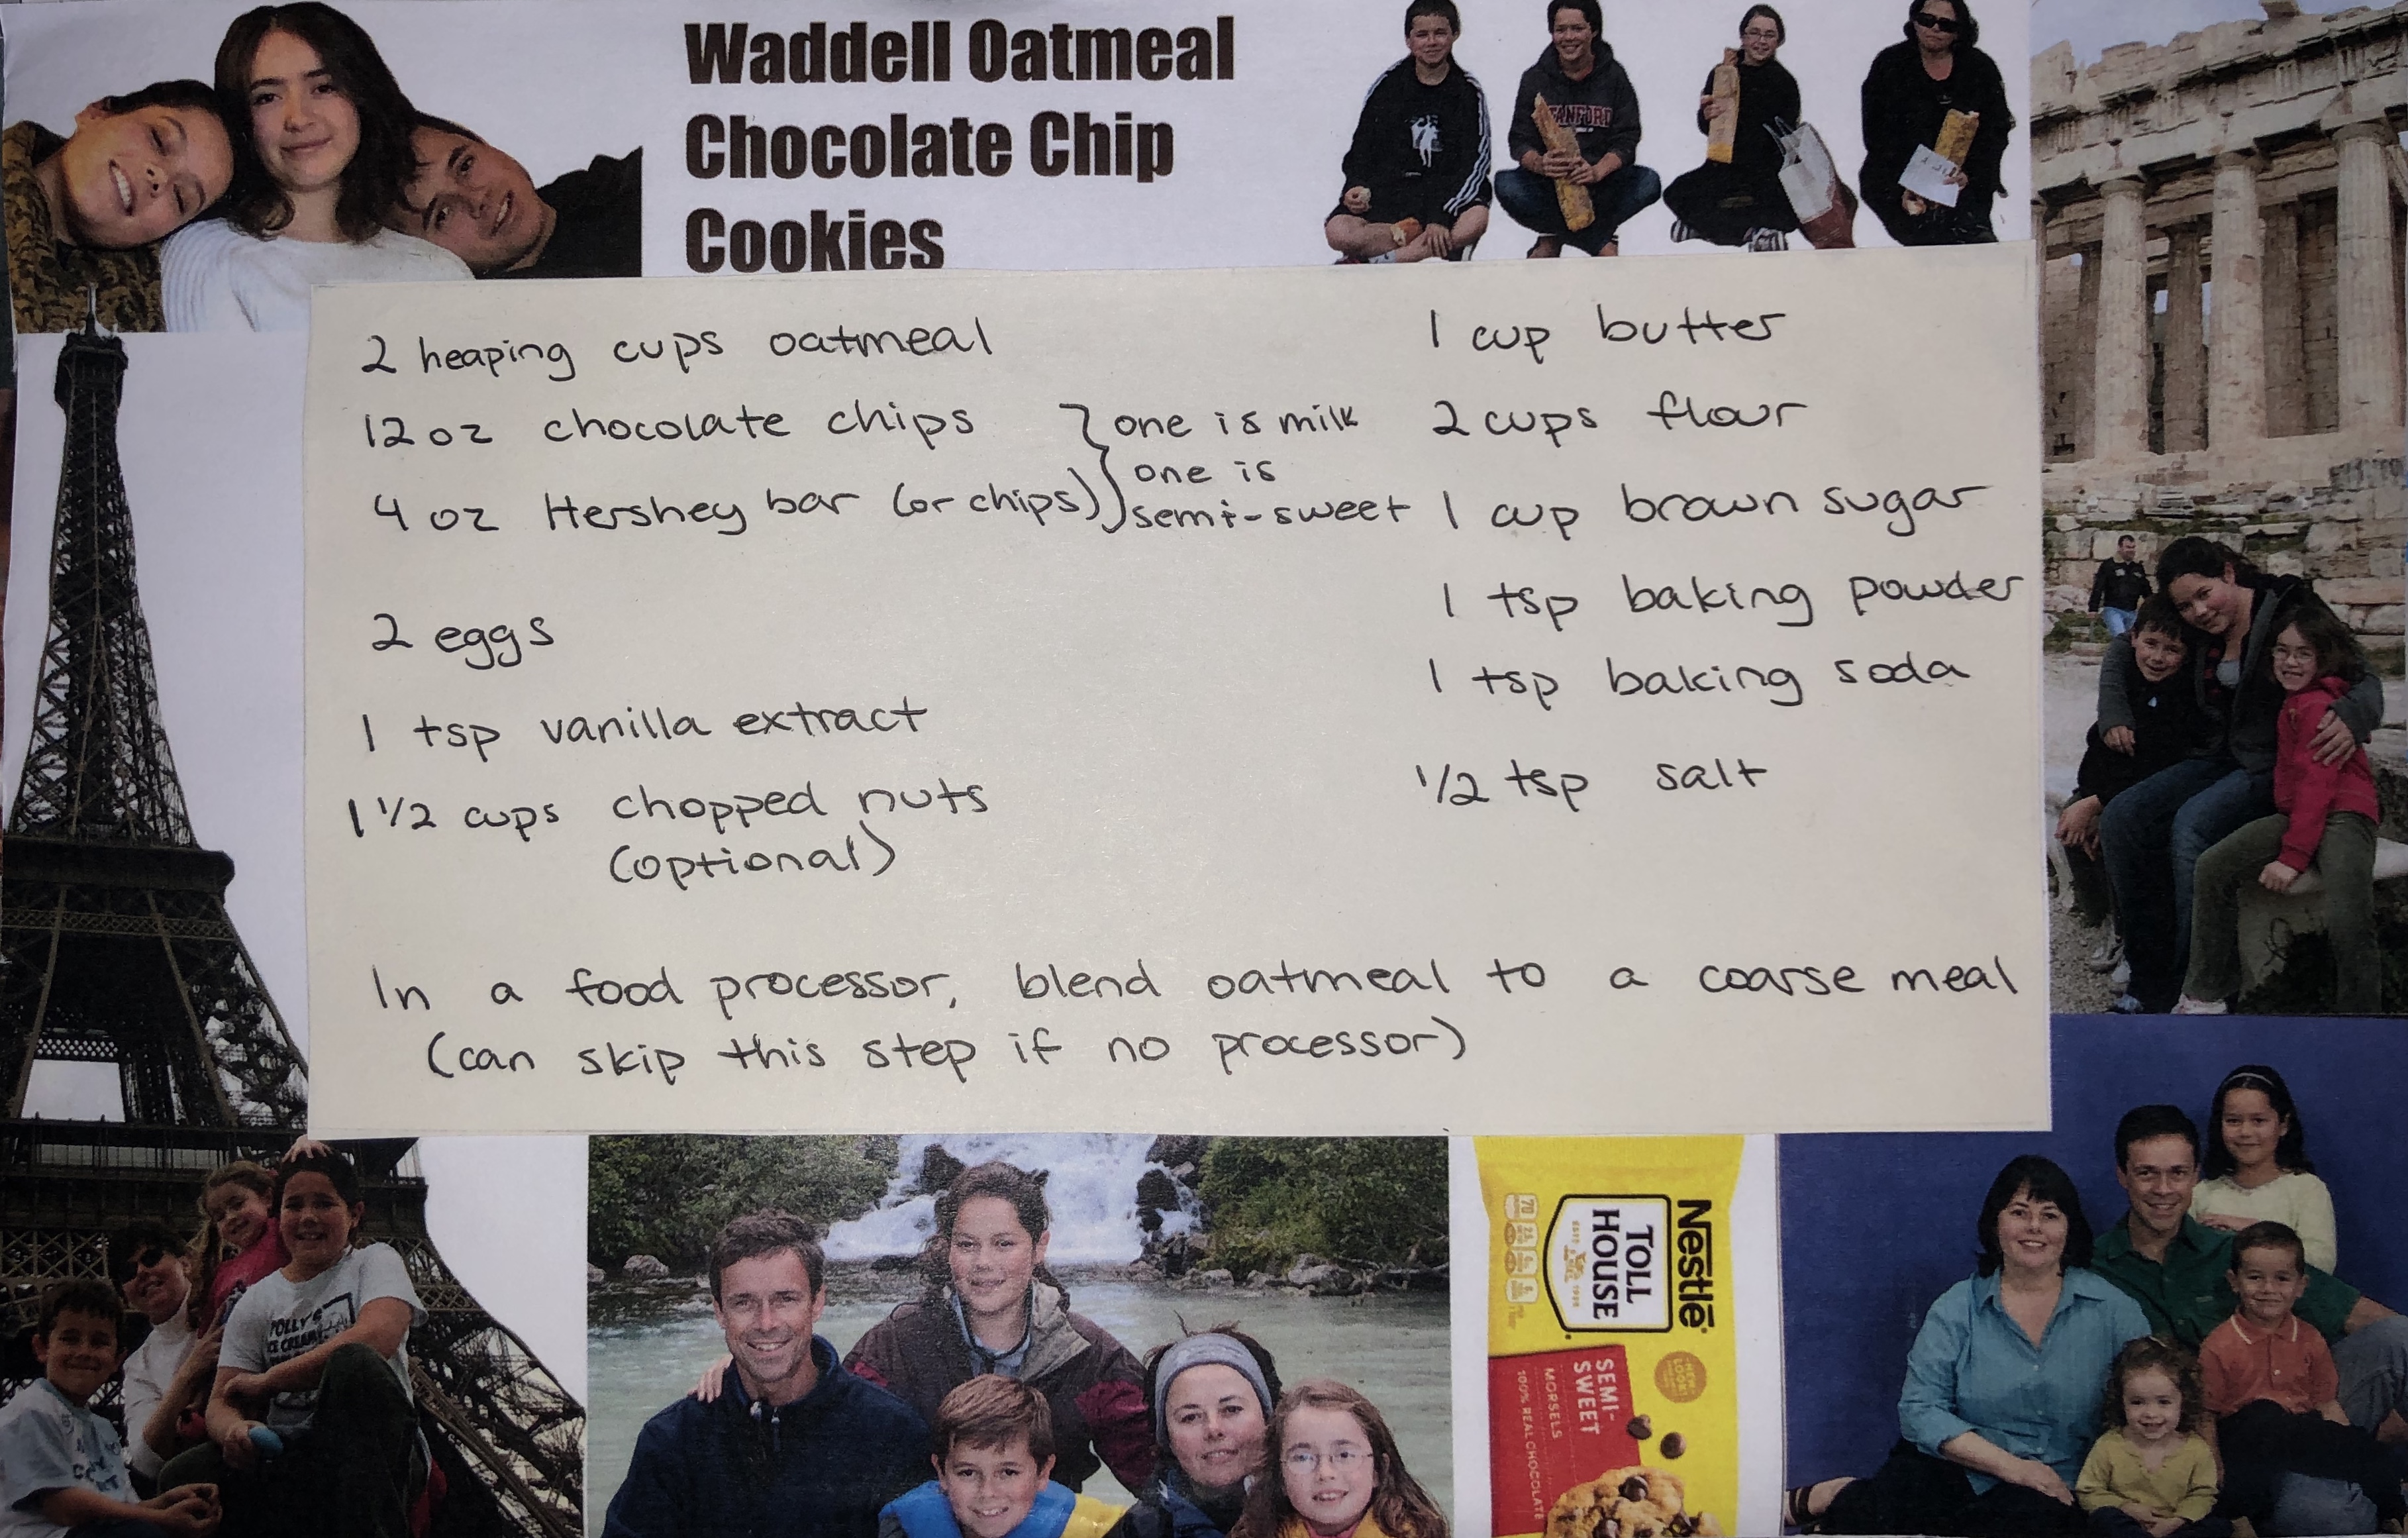 Waddell Oatmeal
Chocolate Chip
Cookies
STANFORD
2 heaping cups oatmeal
12 oz chocolate chips
4 oz Hershey bar (or chips)
} one is milk
one is
semi-sweet
2 eggs
1 tsp vanilla extract
1 1/2 cups chopped nuts
(optional)
1 cup butter
2 cups flour
1 cup brown sugar
1 tsp baking powder
1 tsp baking soda
1/2 tsp salt
In a food processor, blend oatmeal to a coarse meal
(can skip this step if no processor)
Nestlé
TOLL
HOUSE
SEMI-
SWEET
MORSELS
100% REAL CHOCOLATE